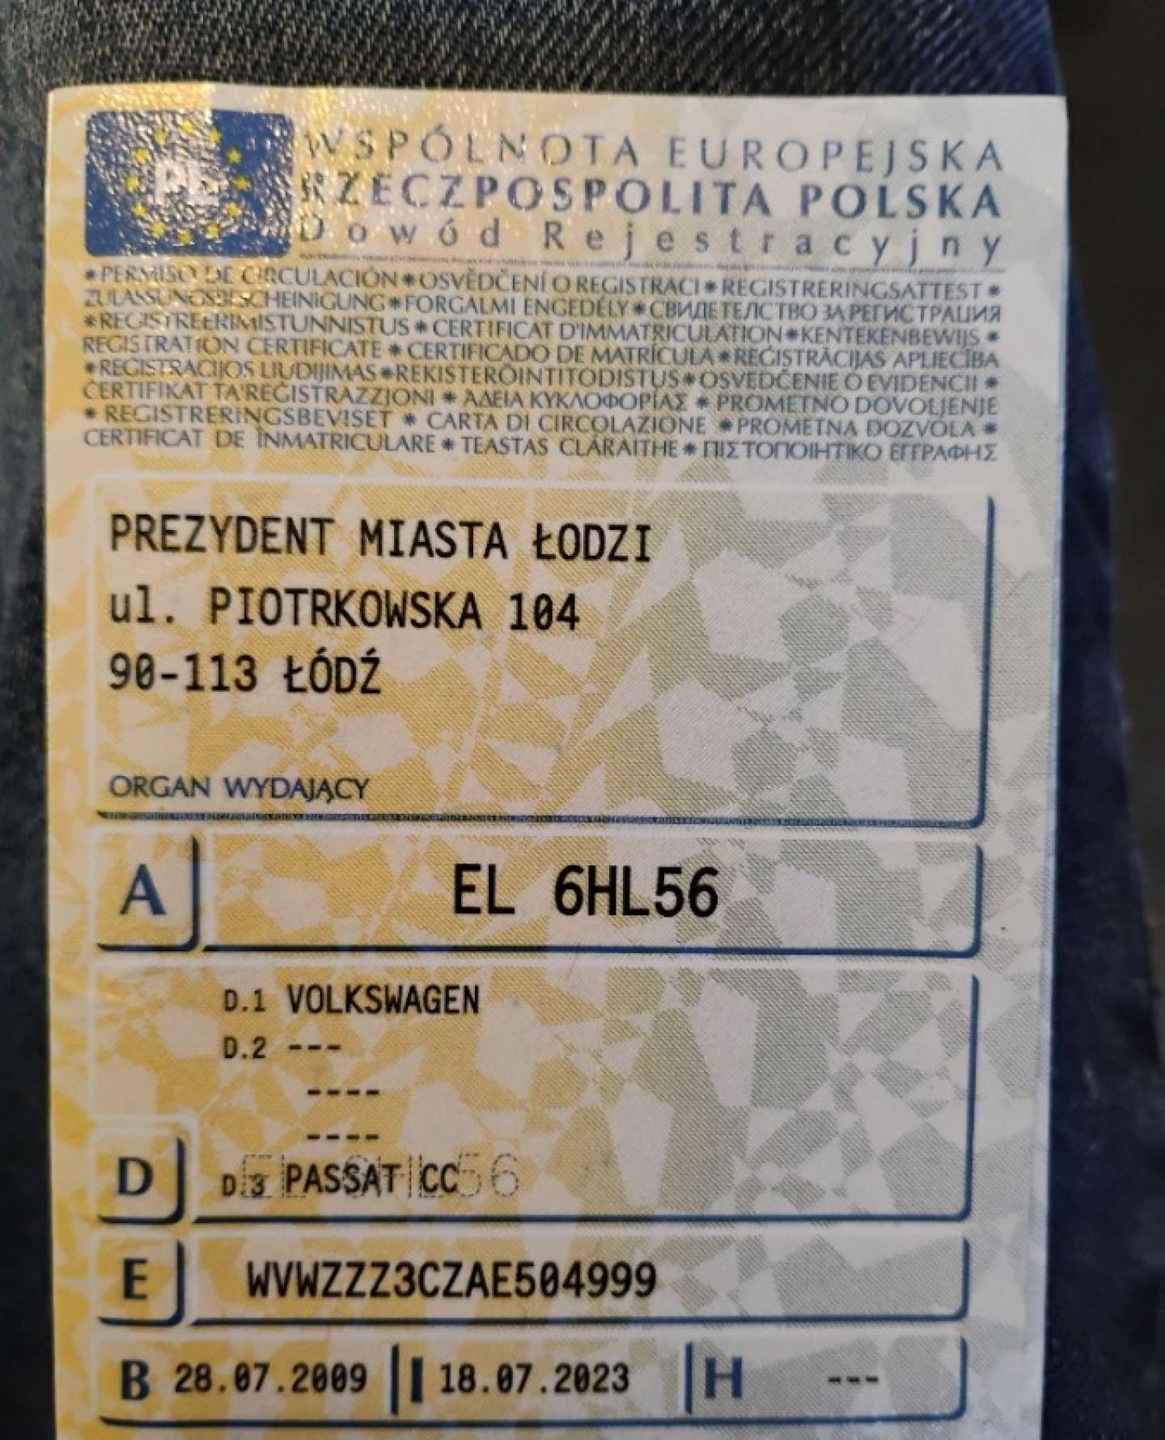 PL
WSPÓLNOTA EUROPEJSKA
RZECZPOSPOLITA POLSKA
Dowód Rejestracyjny
*PERMISO DE CIRCULACIÓN*OSVĚDČENÍ O REGISTRACI*REGISTRERINGSATTEST*
ZULASSUNGSBESCHEINIGUNG*FORGALMI ENGEDÉLY*СВИДЕТЕЛСТВО ЗА РЕГИСТРАЦИЯ
*REGISTREERIMISTUNNISTUS*CERTIFICAT D'IMMATRICULATION*KENTEKENBEWIJS*
REGISTRATION CERTIFICATE*CERTIFICADO DE MATRÍCULA*REĢISTRĀCIJAS APLIECĪBA
*REGISTRACIJOS LIUDIJIMAS*REKISTERÖINTITODISTUS*OSVEDČENIE O EVIDENCII*
CERTIFIKAT TA'REĠISTRAZZJONI*ΆΔΕΙΑ ΚΥΚΛΟΦΟΡΊΑΣ*PROMETNO DOVOLJENJE
*REGISTRERINGSBEVISET*CARTA DI CIRCOLAZIONE*PROMETNA DOZVOLA*
CERTIFICAT DE ÎNMATRICULARE*TEASTAS CLÁRAITHE*ΠΙΣΤΟΠΟΙΗΤΙΚΟ ΕΓΓΡΑΦΗΣ
PREZYDENT MIASTA ŁODZI
ul. PIOTRKOWSKA 104
90-113 ŁÓDŹ
ORGAN WYDAJĄCY
A EL 6HL56
D.1 VOLKSWAGEN
D.2 ---
----
----
D D.3 PASSAT CC
E WVWZZZ3CZAE504999
B 28.07.2009 I 18.07.2023 H ---